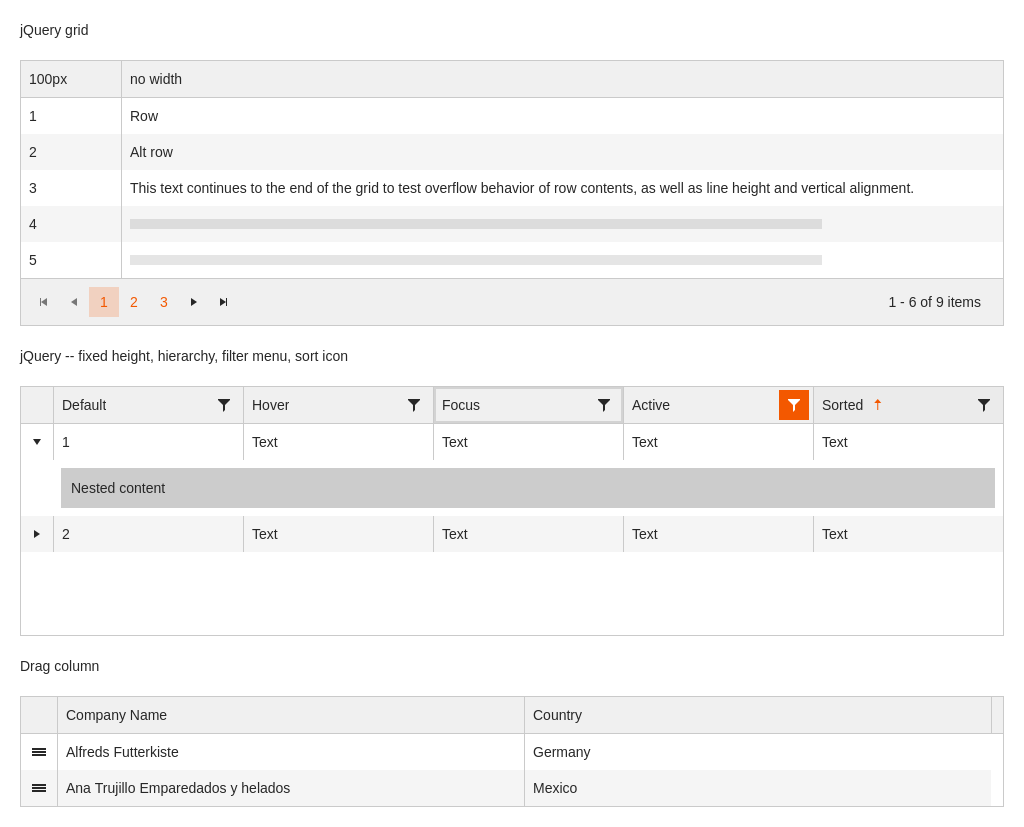 jQuery grid
100px no width
1 Row
2 Alt row
3 This text continues to the end of the grid to test overflow behavior of row contents, as well as line height and vertical alignment.
4
5
1 2 3 1 - 6 of 9 items
jQuery -- fixed height, hierarchy, filter menu, sort icon
Default Hover Focus Active Sorted
1 Text Text Text Text
Nested content
2 Text Text Text Text
Drag column
Company Name Country
Alfreds Futterkiste Germany
Ana Trujillo Emparedados y helados Mexico